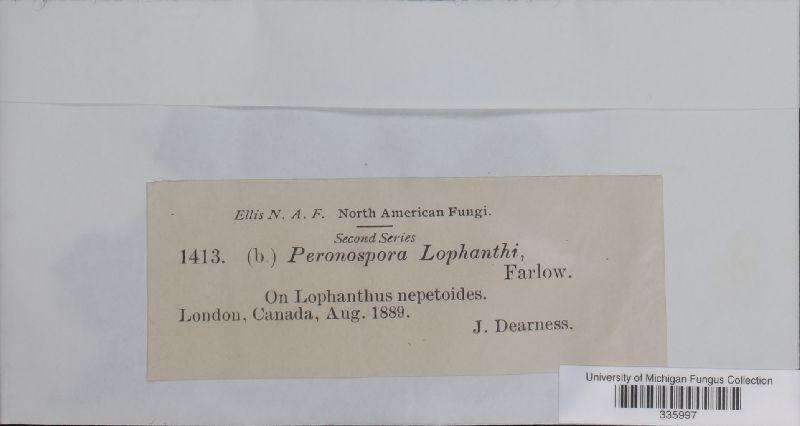 Ellis N. A. F. North American Fungi.
Second Series
1413. (b.) Peronospora Lophanthi,
Farlow.
On Lophanthus nepetoides.
London, Canada, Aug. 1889.
J. Dearness.
University of Michigan Fungus Collection
335997